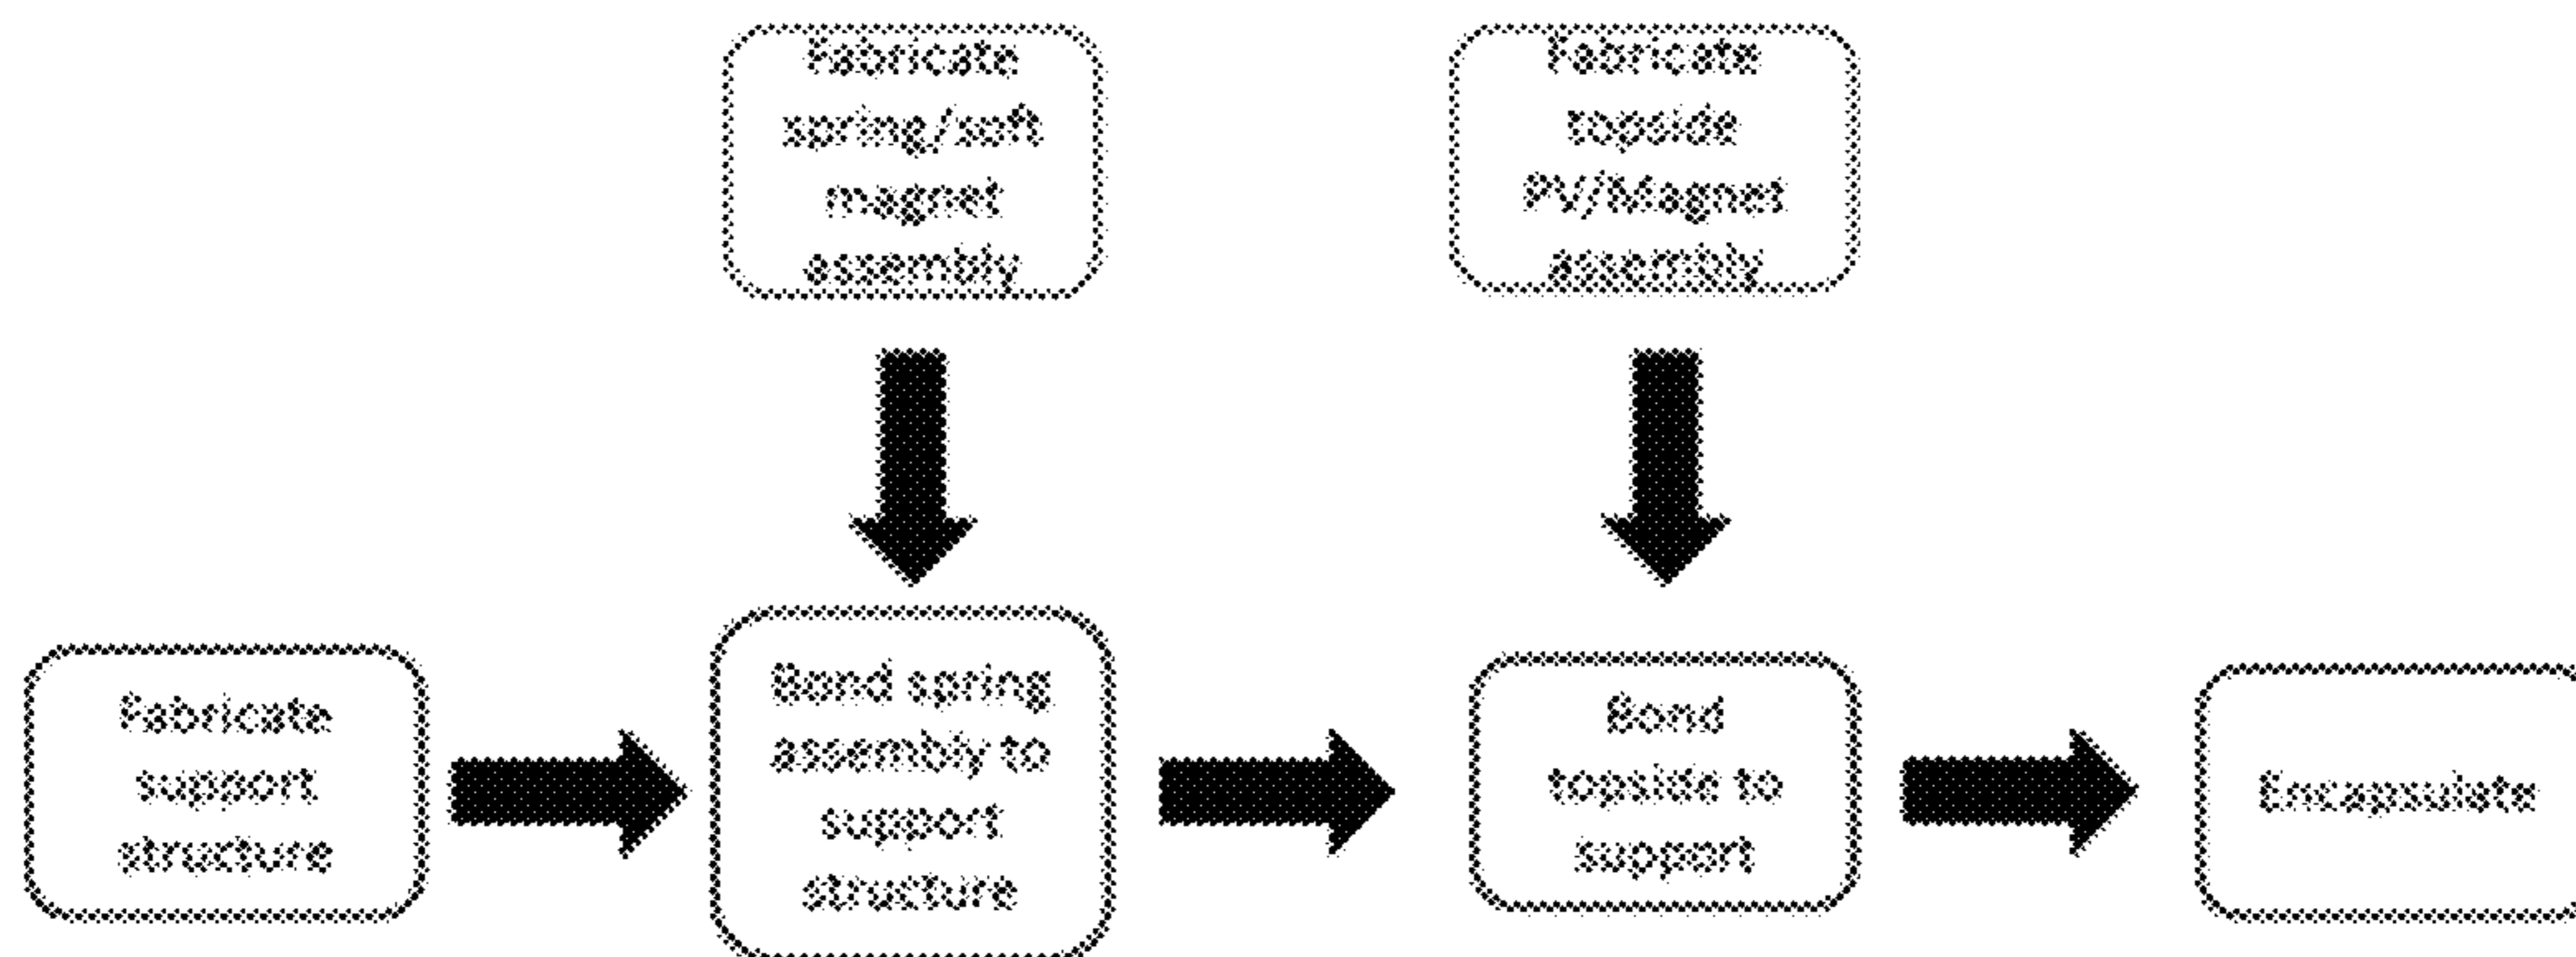 Fabricate
spring/soft
magnet
assembly
Fabricate
topside
PV/Magnet
assembly
Fabricate
support
structure
Bond spring
assembly to
support
structure
Bond
topside to
support
Encapsulate